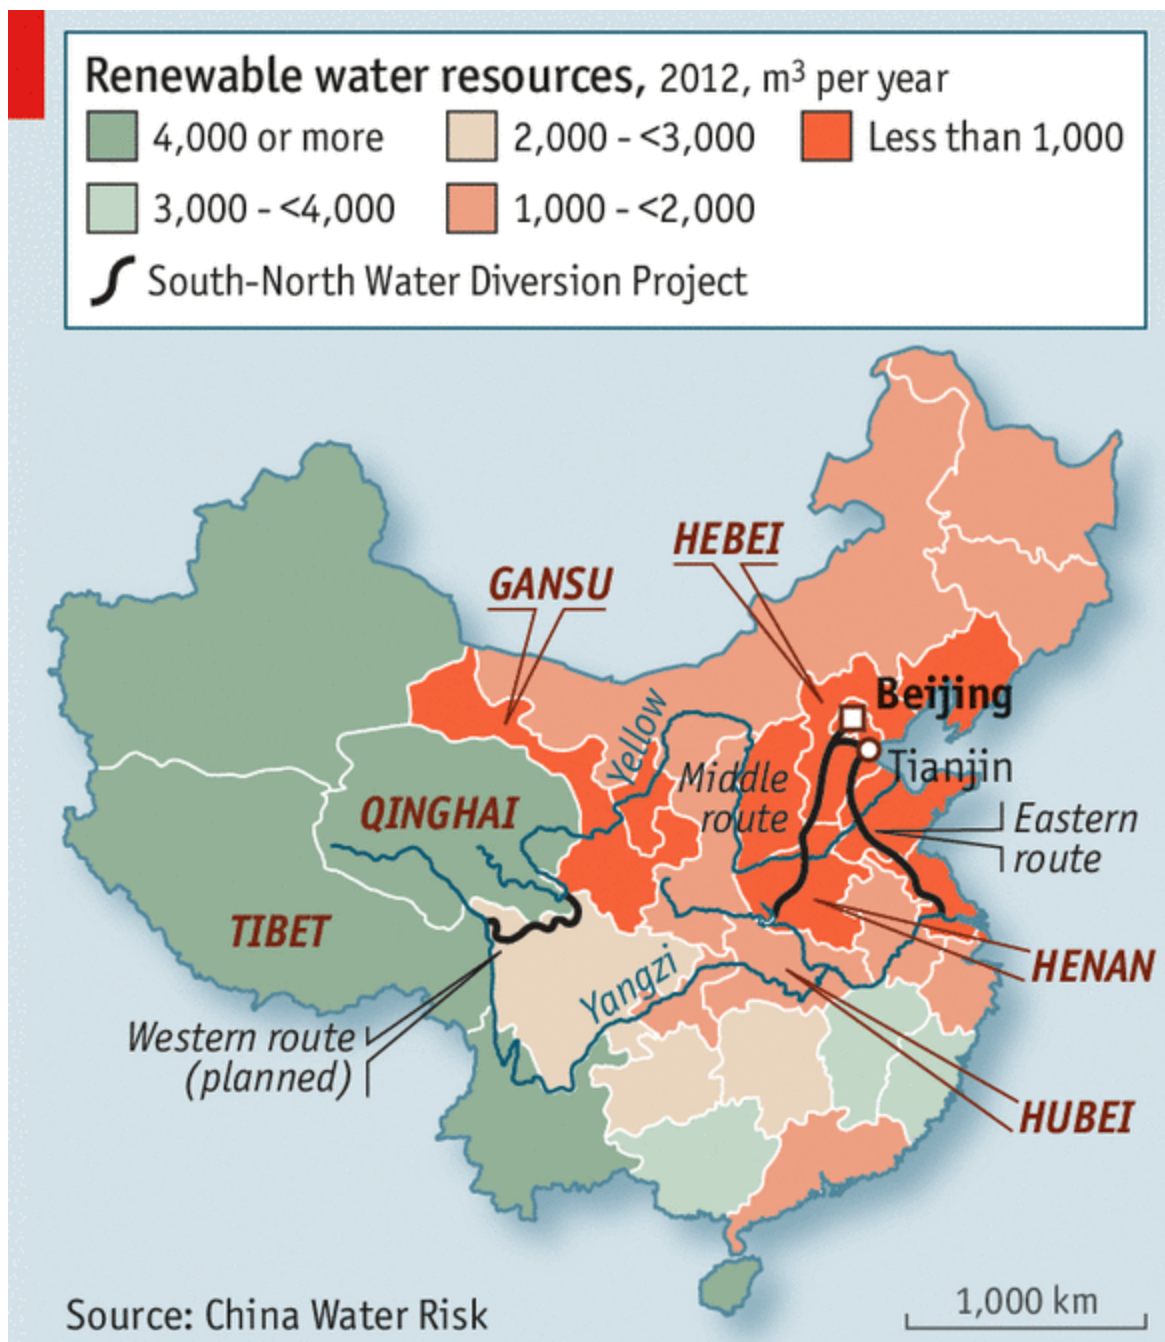 Renewable water resources, 2012, m³ per year
4,000 or more
2,000 - <3,000
Less than 1,000
3,000 - <4,000
1,000 - <2,000
South-North Water Diversion Project
HEBEI
GANSU
Beijing
Yellow
Tianjin
Middle
route
QINGHAI
Eastern
route
TIBET
HENAN
Yangzi
Western route
(planned)
HUBEI
1,000 km
Source: China Water Risk